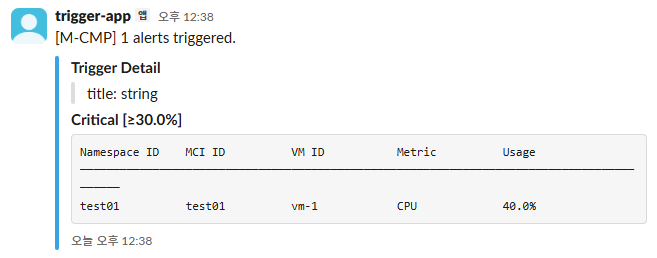 trigger-app 앱 오후 12:38
[M-CMP] 1 alerts triggered.
Trigger Detail
title: string
Critical [≥30.0%]
Namespace ID MCI ID VM ID Metric Usage
test01 test01 vm-1 CPU 40.0%
오늘 오후 12:38